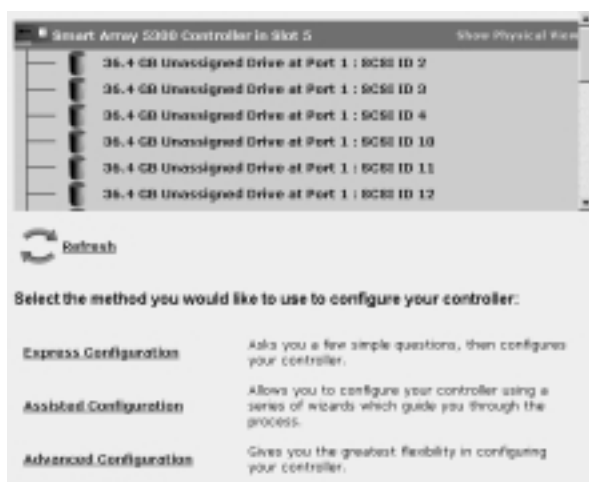 Smart Array 5300 Controller in Slot 5 Show Physical View
36.4 GB Unassigned Drive at Port 1 : SCSI ID 2
36.4 GB Unassigned Drive at Port 1 : SCSI ID 3
36.4 GB Unassigned Drive at Port 1 : SCSI ID 4
36.4 GB Unassigned Drive at Port 1 : SCSI ID 10
36.4 GB Unassigned Drive at Port 1 : SCSI ID 11
36.4 GB Unassigned Drive at Port 1 : SCSI ID 12
Refresh
Select the method you would like to use to configure your controller:
Express Configuration
Asks you a few simple questions, then configures
your controller.
Assisted Configuration
Allows you to configure your controller using a
series of wizards which guide you through the
process.
Advanced Configuration
Gives you the greatest flexibility in configuring
your controller.